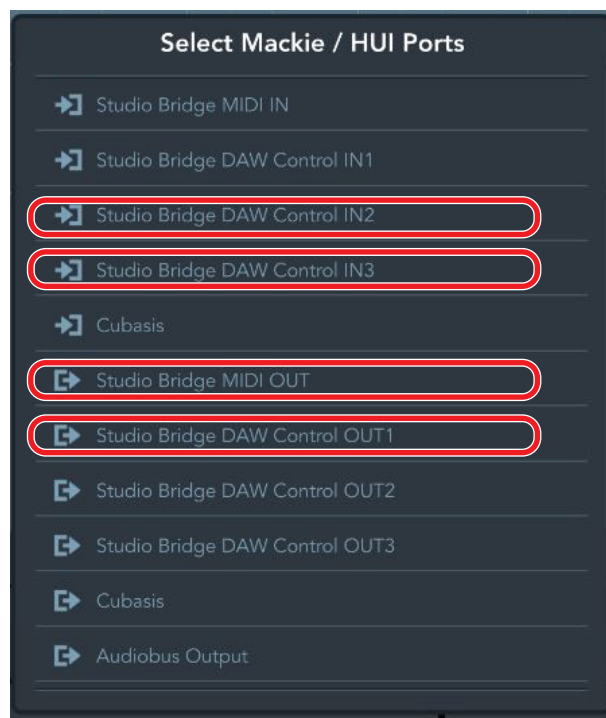 Select Mackie / HUI Ports
Studio Bridge MIDI IN
Studio Bridge DAW Control IN1
Studio Bridge DAW Control IN2
Studio Bridge DAW Control IN3
Cubasis
Studio Bridge MIDI OUT
Studio Bridge DAW Control OUT1
Studio Bridge DAW Control OUT2
Studio Bridge DAW Control OUT3
Cubasis
Audiobus Output